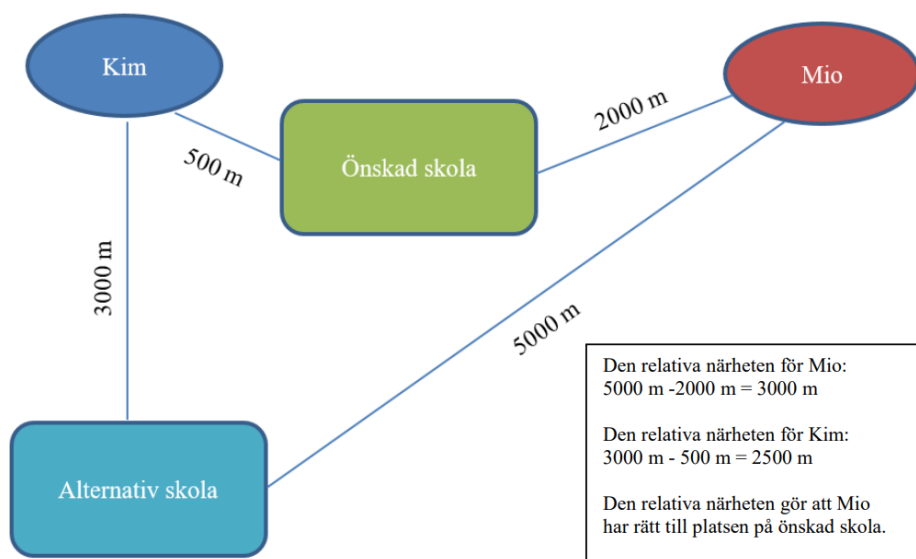 Kim
Mio
Önskad skola
500 m
2000 m
3000 m
5000 m
Alternativ skola
Den relativa närheten för Mio:
5000 m -2000 m = 3000 m
Den relativa närheten för Kim:
3000 m - 500 m = 2500 m
Den relativa närheten gör att Mio
har rätt till platsen på önskad skola.